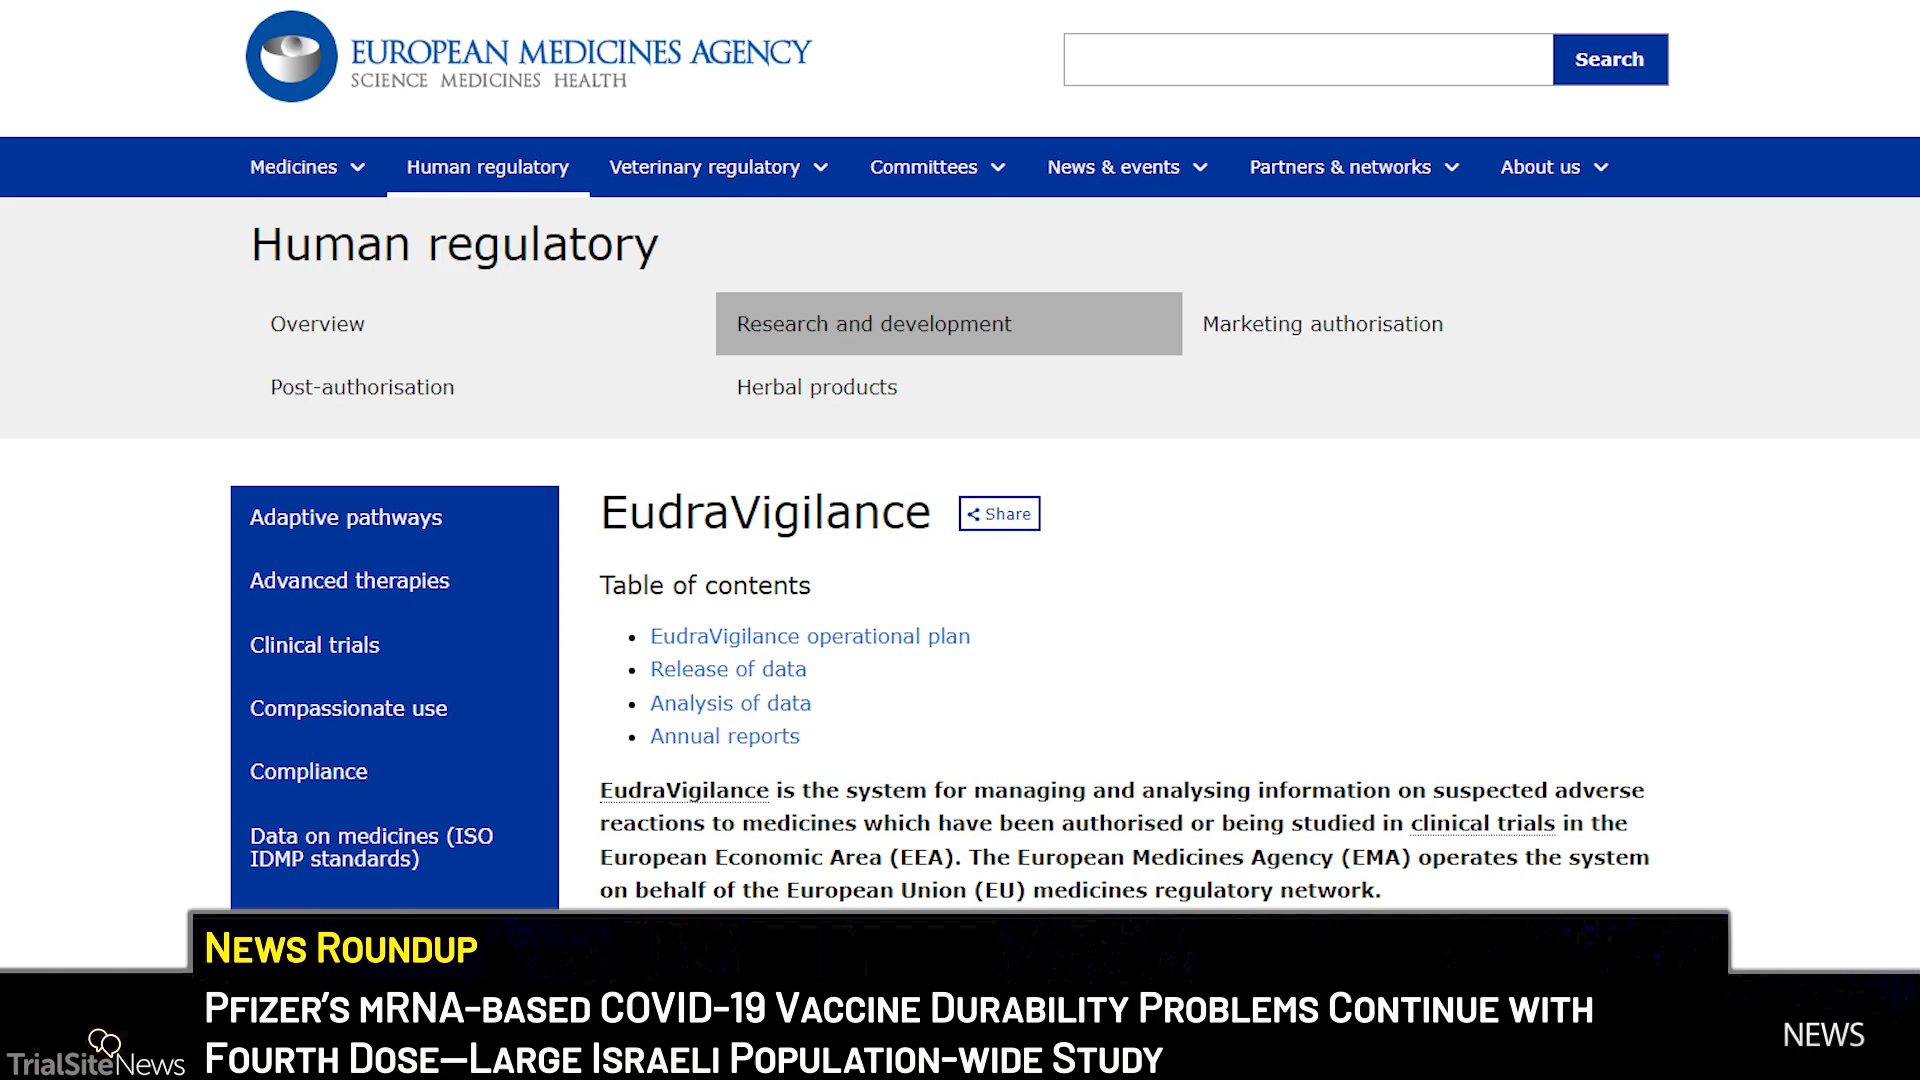 EUROPEAN MEDICINES AGENCY
SCIENCE MEDICINES HEALTH
Search
Medicines Human regulatory Veterinary regulatory Committees News & events Partners & networks About us
Human regulatory
Overview Research and development Marketing authorisation
Post-authorisation Herbal products
Adaptive pathways
Advanced therapies
Clinical trials
Compassionate use
Compliance
Data on medicines (ISO
IDMP standards)
EudraVigilance Share
Table of contents
EudraVigilance operational plan
Release of data
Analysis of data
Annual reports
EudraVigilance is the system for managing and analysing information on suspected adverse
reactions to medicines which have been authorised or being studied in clinical trials in the
European Economic Area (EEA). The European Medicines Agency (EMA) operates the system
on behalf of the European Union (EU) medicines regulatory network.
News Roundup
Pfizer's mRNA-based COVID-19 Vaccine Durability Problems Continue with
Fourth Dose—Large Israeli Population-wide Study
TrialSiteNews
NEWS